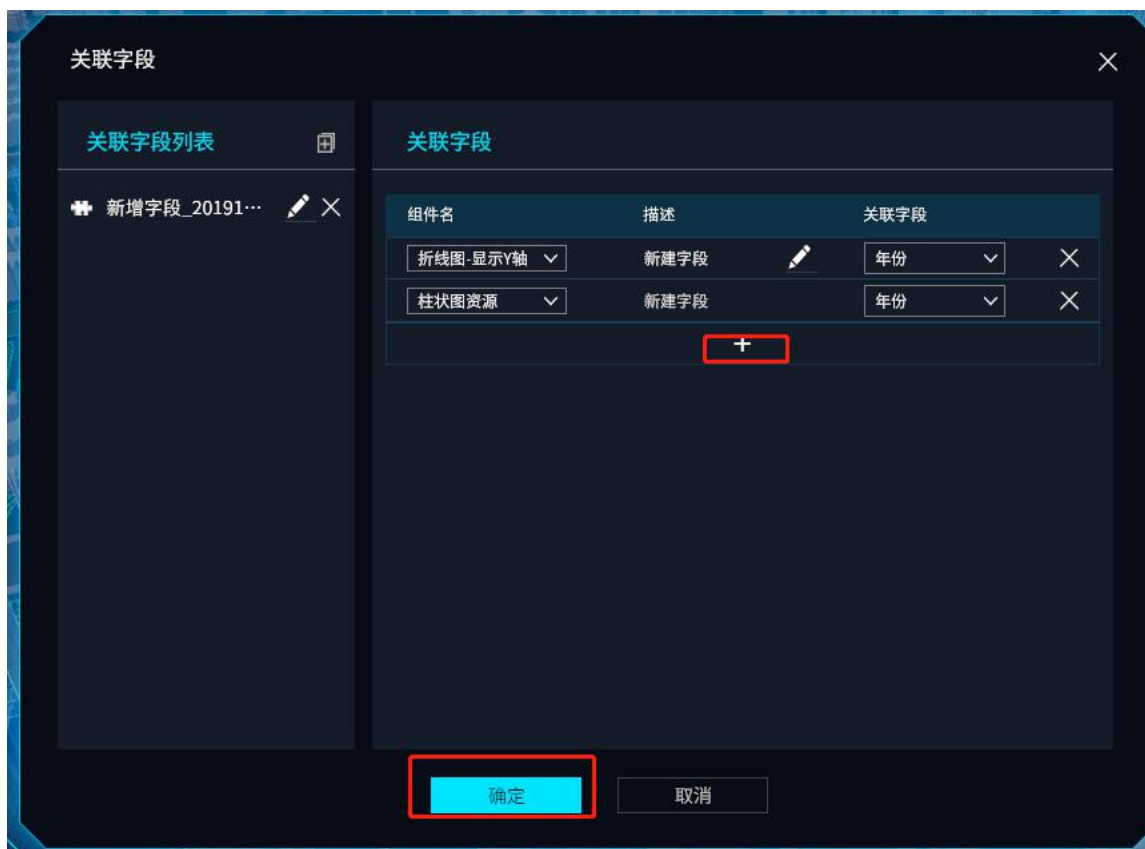 关联字段
关联字段列表
新增字段_20191…
关联字段
组件名 描述 关联字段
折线图-显示Y轴 新建字段 年份
柱状图资源 新建字段 年份
+
确定 取消